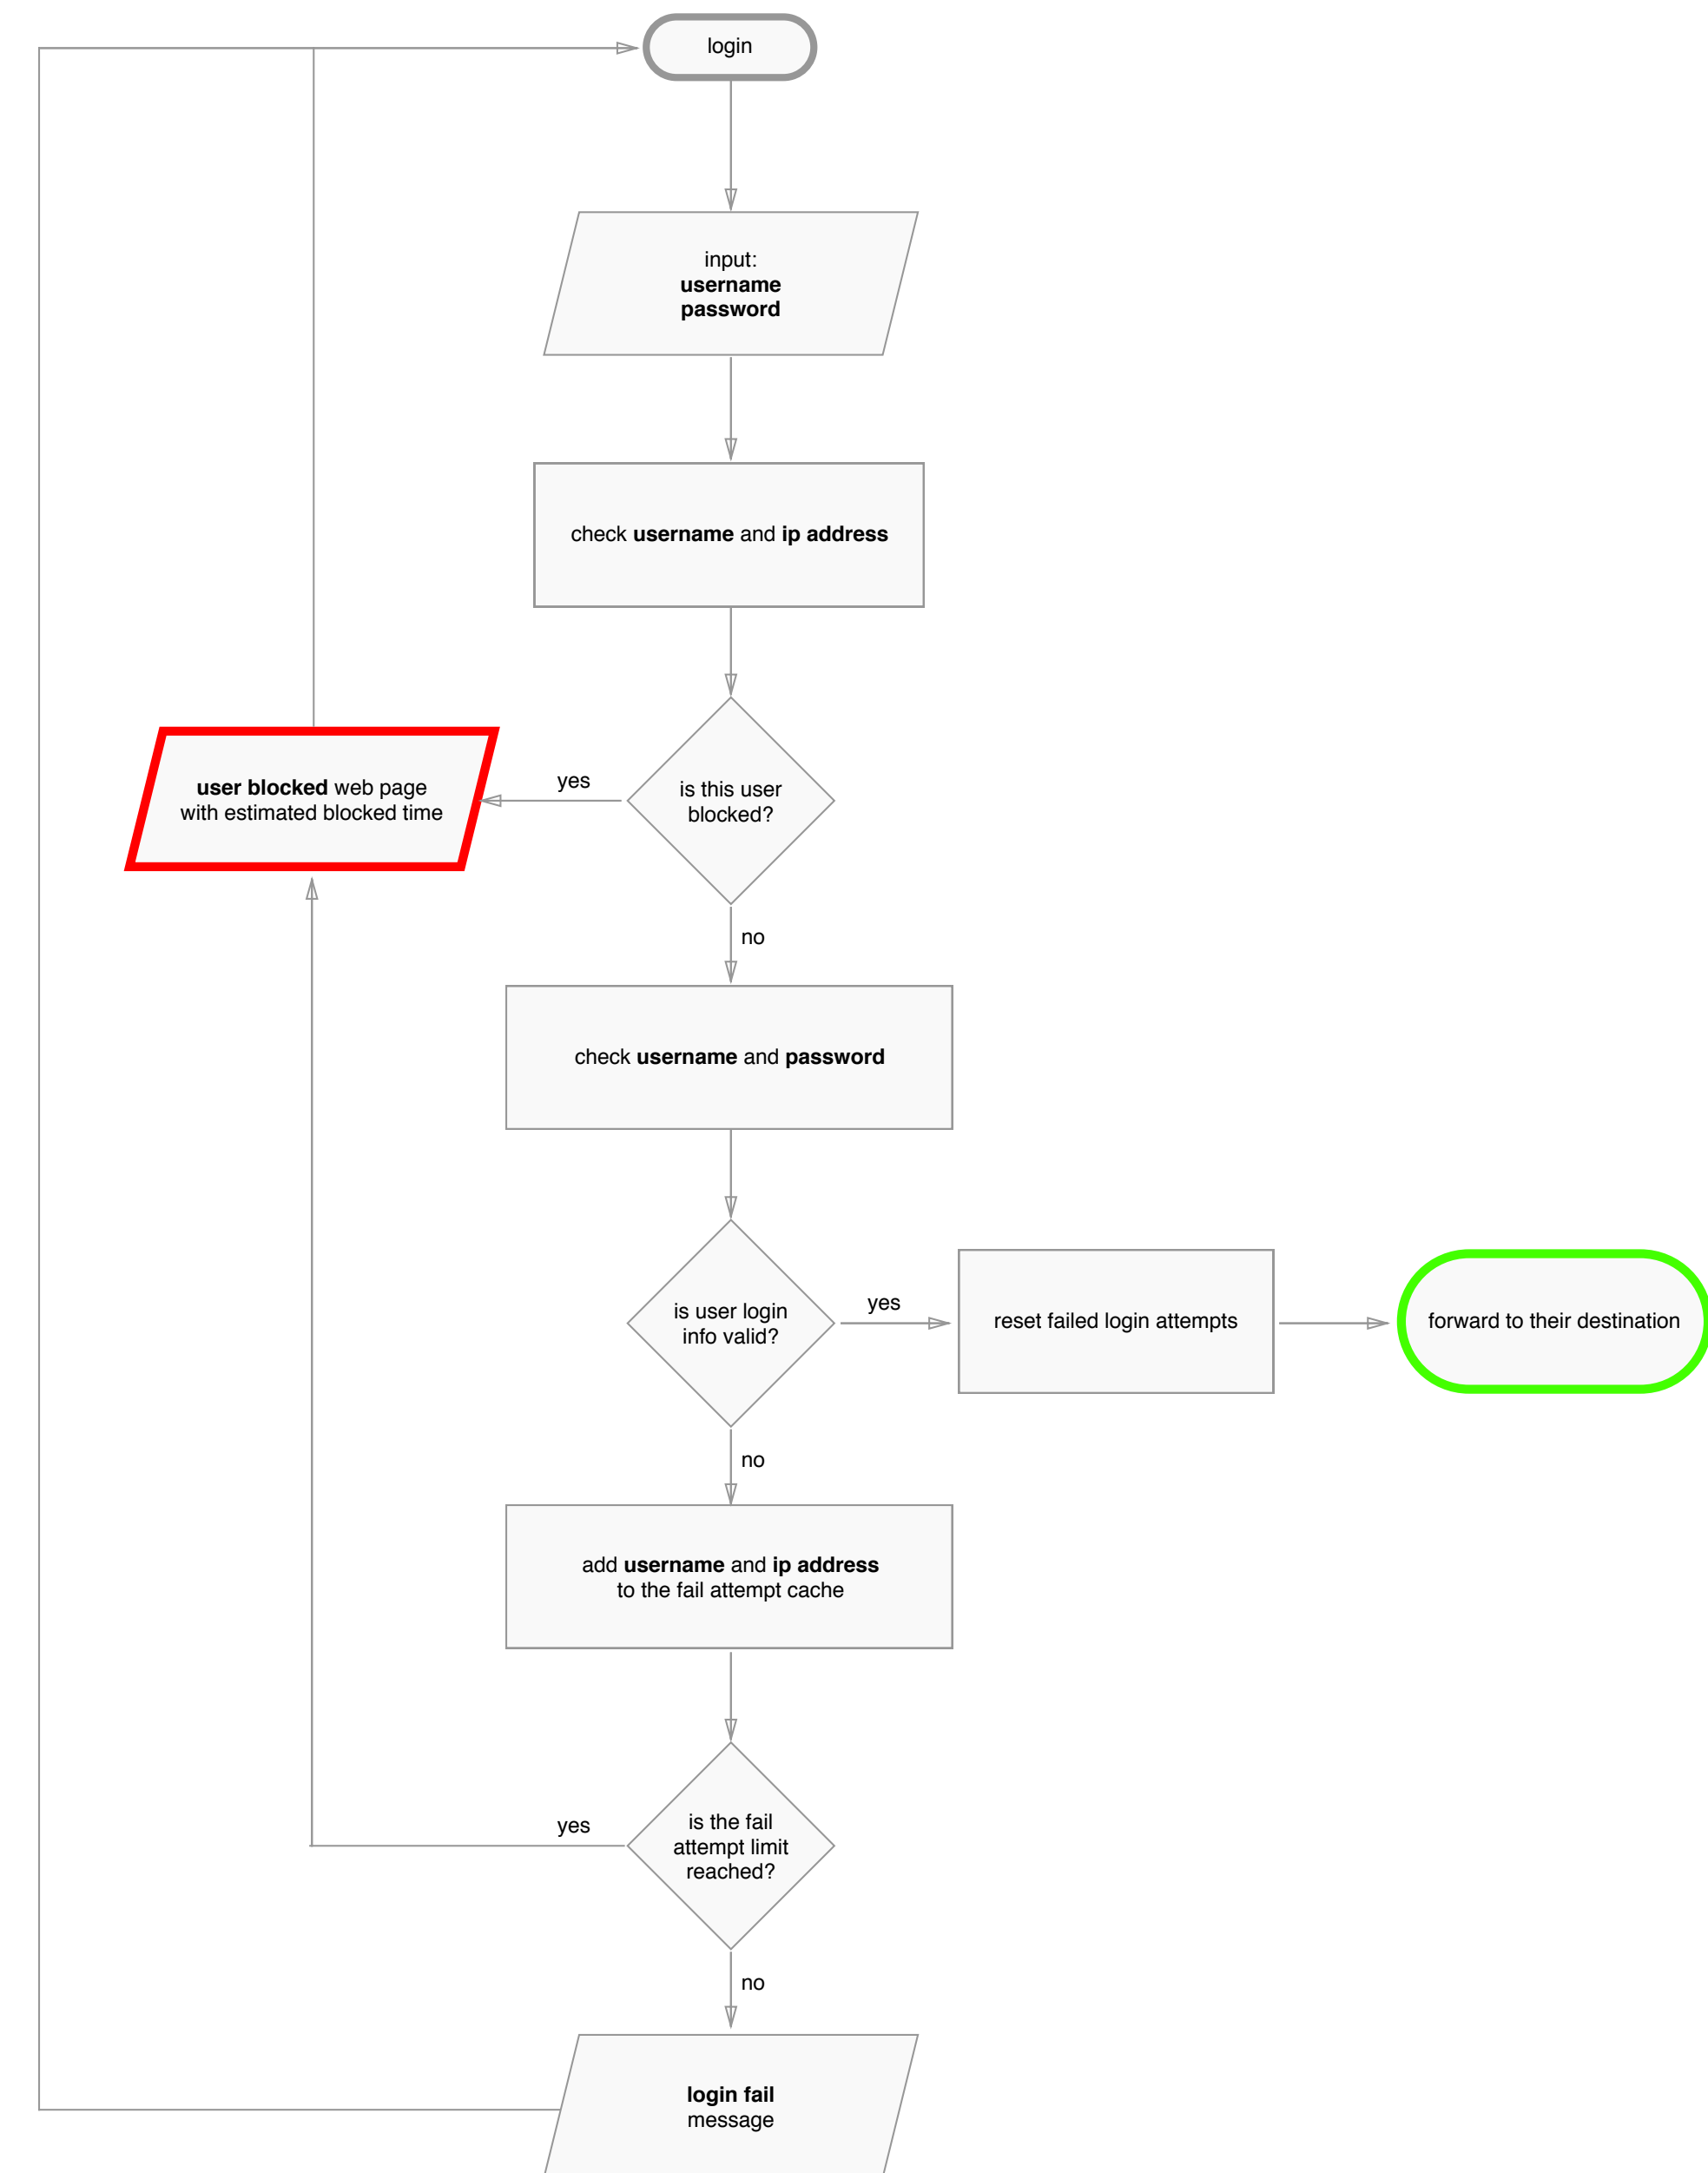 login
input:
username
password
check username and ip address
user blocked web page
with estimated blocked time
yes
is this user
blocked?
no
check username and password
is user login
info valid?
yes
reset failed login attempts
forward to their destination
no
add username and ip address
to the fail attempt cache
yes
is the fail
attempt limit
reached?
no
login fail
message